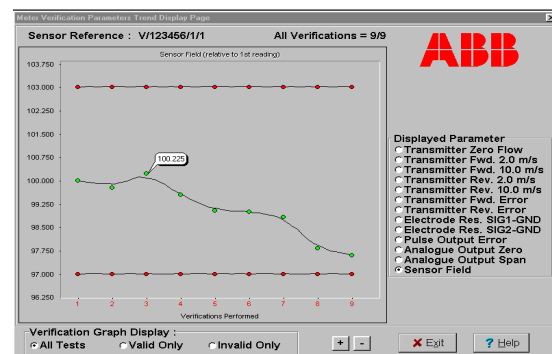 Meter Verification Parameters Trend Display Page
Sensor Reference : V/123456/1/1 All Verifications = 9/9
ABB
Sensor Field (relative to 1st reading)
103.750
103.000
102.250
101.500
100.750
100.225
100.000
99.250
98.500
97.750
97.000
96.250
1 2 3 4 5 6 7 8 9
Verifications Performed
Displayed Parameter
Transmitter Zero Flow
Transmitter Fwd. 2.0 m/s
Transmitter Fwd. 10.0 m/s
Transmitter Rev. 2.0 m/s
Transmitter Rev. 10.0 m/s
Transmitter Fwd. Error
Transmitter Rev. Error
Electrode Res. SIG1-GND
Electrode Res. SIG2-GND
Pulse Output Error
Analogue Output Zero
Analogue Output Span
Sensor Field
Verification Graph Display :
All Tests Valid Only Invalid Only
+ -
Exit
? Help